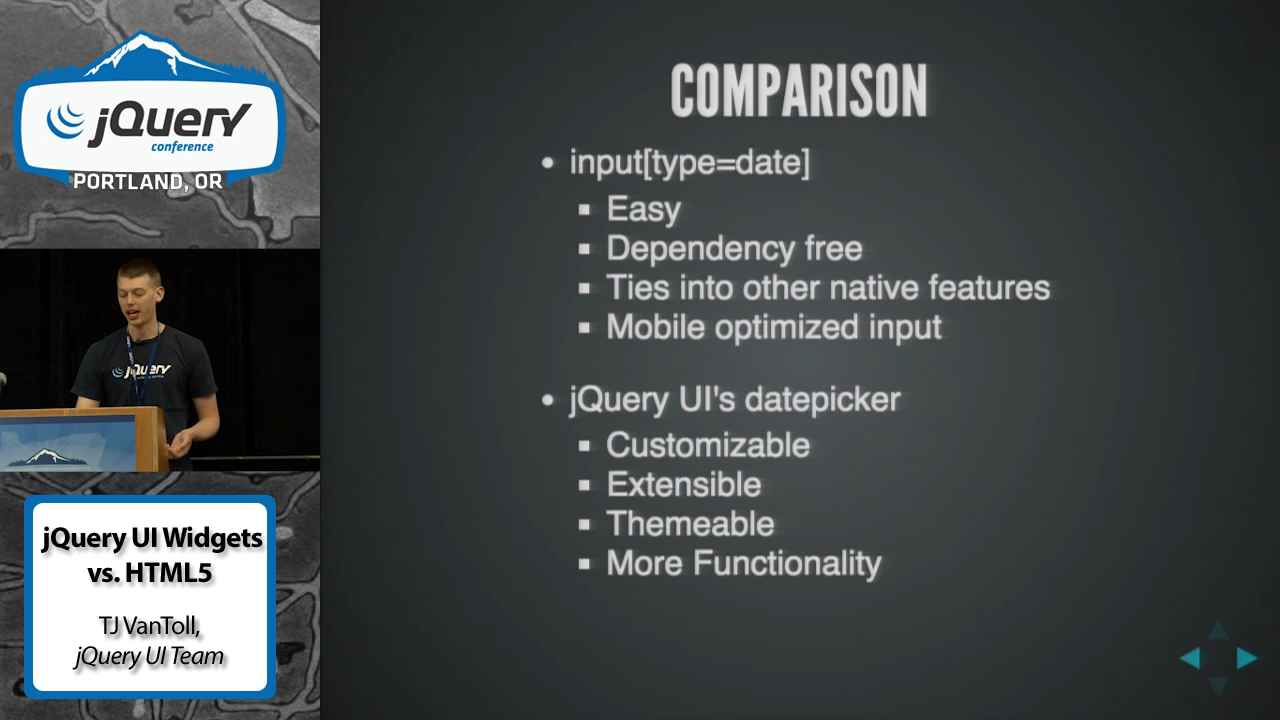 jQuery
conference
PORTLAND, OR
jQuery
jQuery UI Widgets
vs. HTML5
TJ VanToll,
jQuery UI Team
COMPARISON
• input[type=date]
▪ Easy
▪ Dependency free
▪ Ties into other native features
▪ Mobile optimized input
• jQuery UI's datepicker
▪ Customizable
▪ Extensible
▪ Themeable
▪ More Functionality